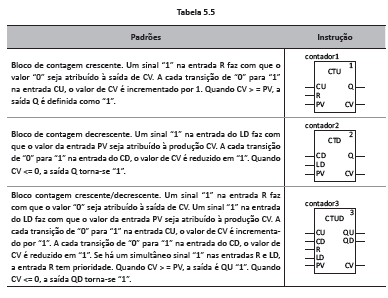 Tabela 5.5
Padrões Instrução
Bloco de contagem crescente. Um sinal "1" na entrada R faz com que o
valor "0" seja atribuído à saída de CV. A cada transição de "0" para "1"
na entrada CU, o valor de CV é incrementado por 1. Quando CV > = PV, a
saída Q é definida como "1".
contador1
1
CTU
CU Q
R
PV CV
Bloco de contagem decrescente. Um sinal "1" na entrada do LD faz com
que o valor da entrada PV seja atribuído à produção CV. A cada transição
de "0" para "1" na entrada do CD, o valor de CV é reduzido em "1". Quando
CV <= 0, a saída Q torna-se "1".
contador2
2
CTD
CD Q
LD
PV CV
Bloco contagem crescente/decrescente. Um sinal "1" na entrada R faz
com que o valor "0" seja atribuído à saída de CV. Um sinal "1" na entrada
do LD faz com que o valor da entrada PV seja atribuído à produção CV. A
cada transição de "0" para "1" na entrada CU, o valor de CV é incrementa-
do por "1". A cada transição de "0" para "1" na entrada do CD, o valor de
CV é reduzido em "1". Se há um simultâneo sinal "1" nas entradas R e LD,
a entrada R tem prioridade. Quando CV > = PV, a saída é QU "1". Quando
CV <= 0, a saída QD torna-se "1".
contador3
3
CTUD
CU QU
CD QD
R
LD
PV CV